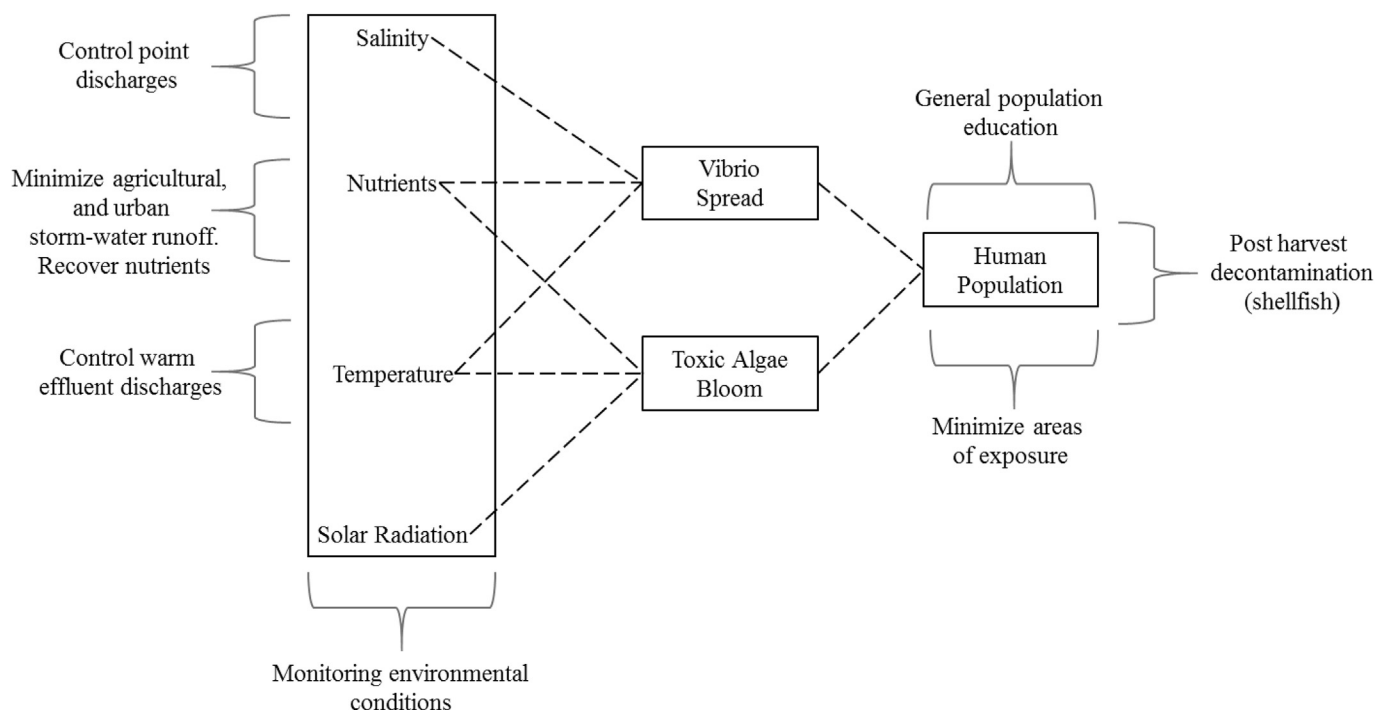 Control point
discharges
Minimize agricultural,
and urban
storm-water runoff.
Recover nutrients
Control warm
effluent discharges
Salinity
Nutrients
Temperature
Solar Radiation
Monitoring environmental
conditions
Vibrio
Spread
Toxic Algae
Bloom
General population
education
Human
Population
Minimize areas
of exposure
Post harvest
decontamination
(shellfish)